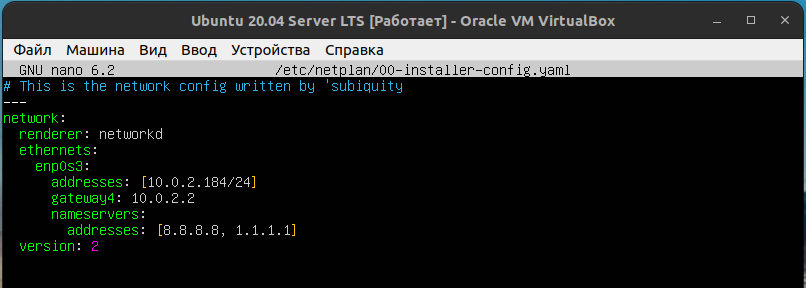 Ubuntu 20.04 Server LTS [Работает] - Oracle VM VirtualBox
Файл Машина Вид Ввод Устройства Справка
GNU nano 6.2 /etc/netplan/00-installer-config.yaml
# This is the network config written by 'subiquity
---
network:
  renderer: networkd
  ethernets:
    enp0s3:
      addresses: [10.0.2.184/24]
      gateway4: 10.0.2.2
      nameservers:
        addresses: [8.8.8.8, 1.1.1.1]
  version: 2